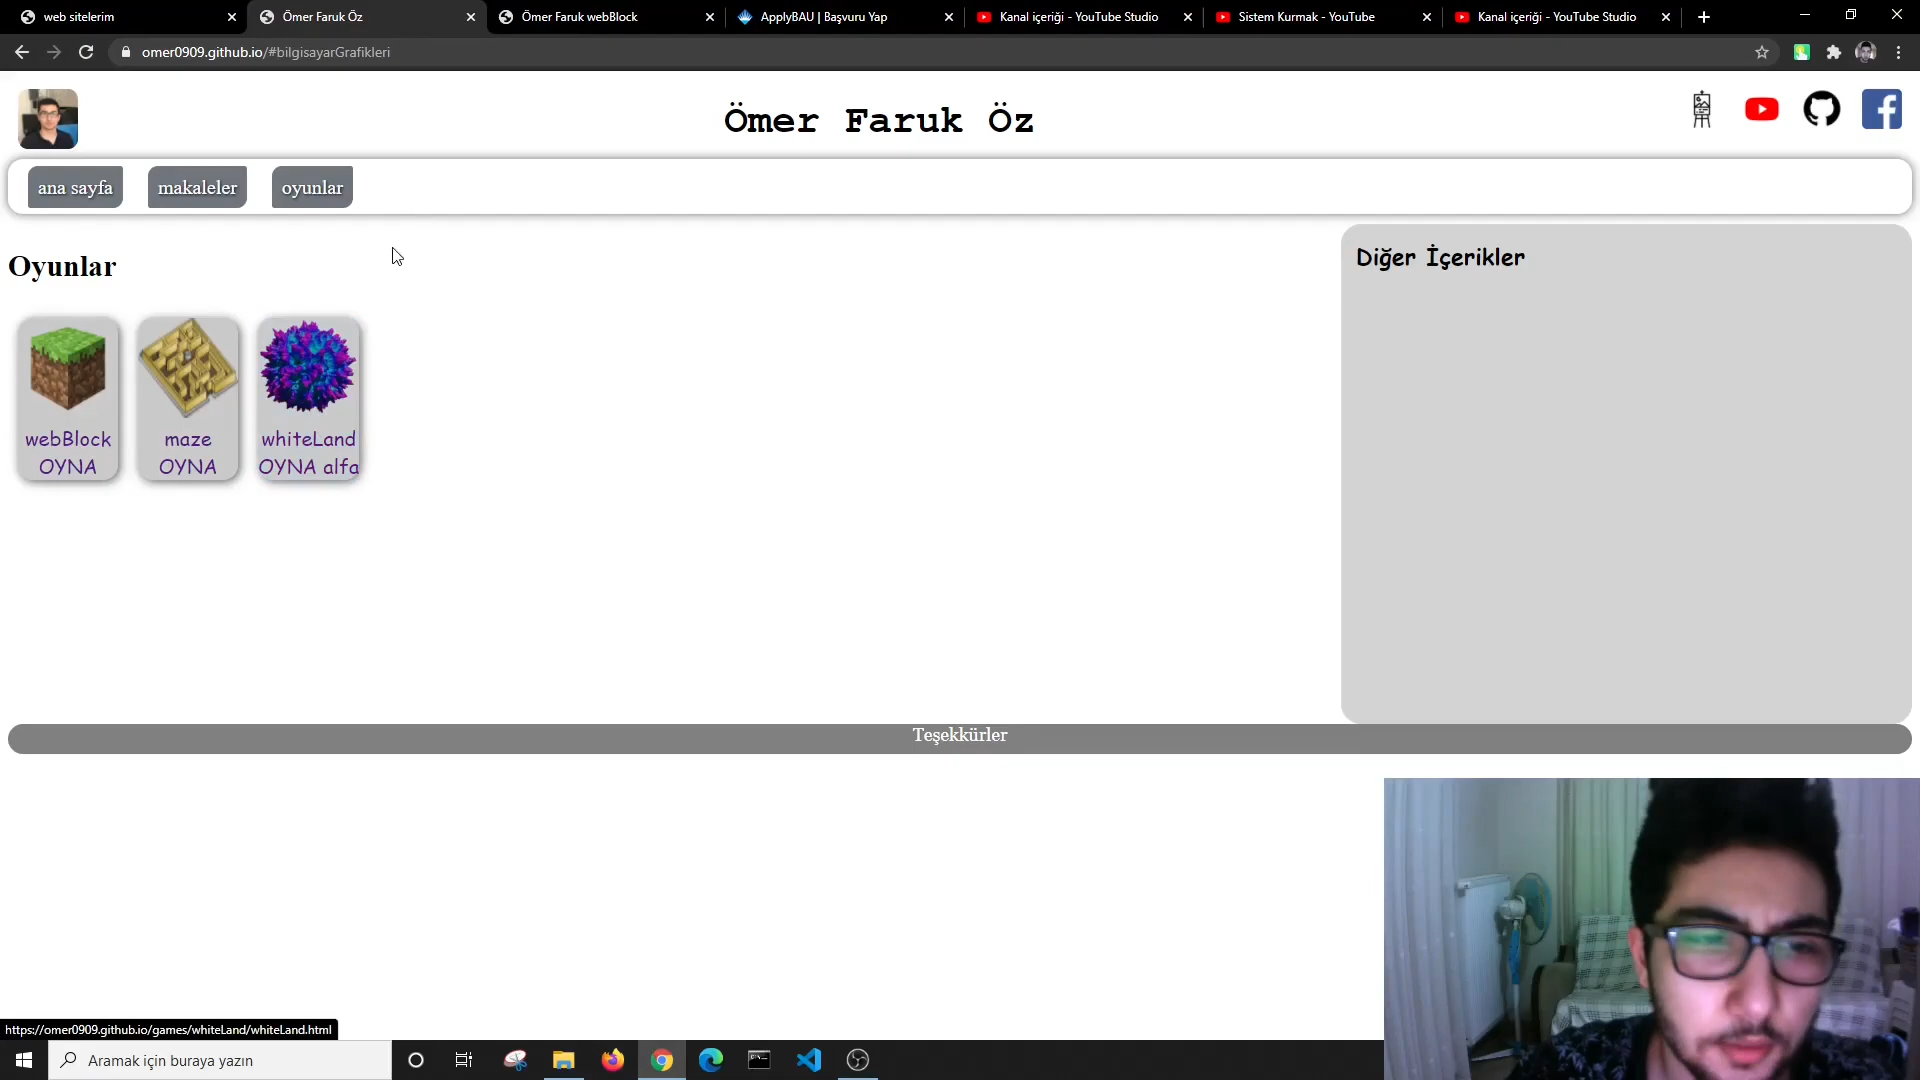 web sitelerim
Ömer Faruk Öz
Ömer Faruk webBlock
ApplyBAU | Başvuru Yap
Kanal içeriği - YouTube Studio
Sistem Kurmak - YouTube
Kanal içeriği - YouTube Studio
omer0909.github.io/#bilgisayarGrafikleri
Ömer Faruk Öz
ana sayfa
makaleler
oyunlar
Oyunlar
Diğer İçerikler
webBlock
OYNA
maze
OYNA
whiteLand
OYNA alfa
Teşekkürler
https://omer0909.github.io/games/whiteLand/whiteLand.html
Aramak için buraya yazın